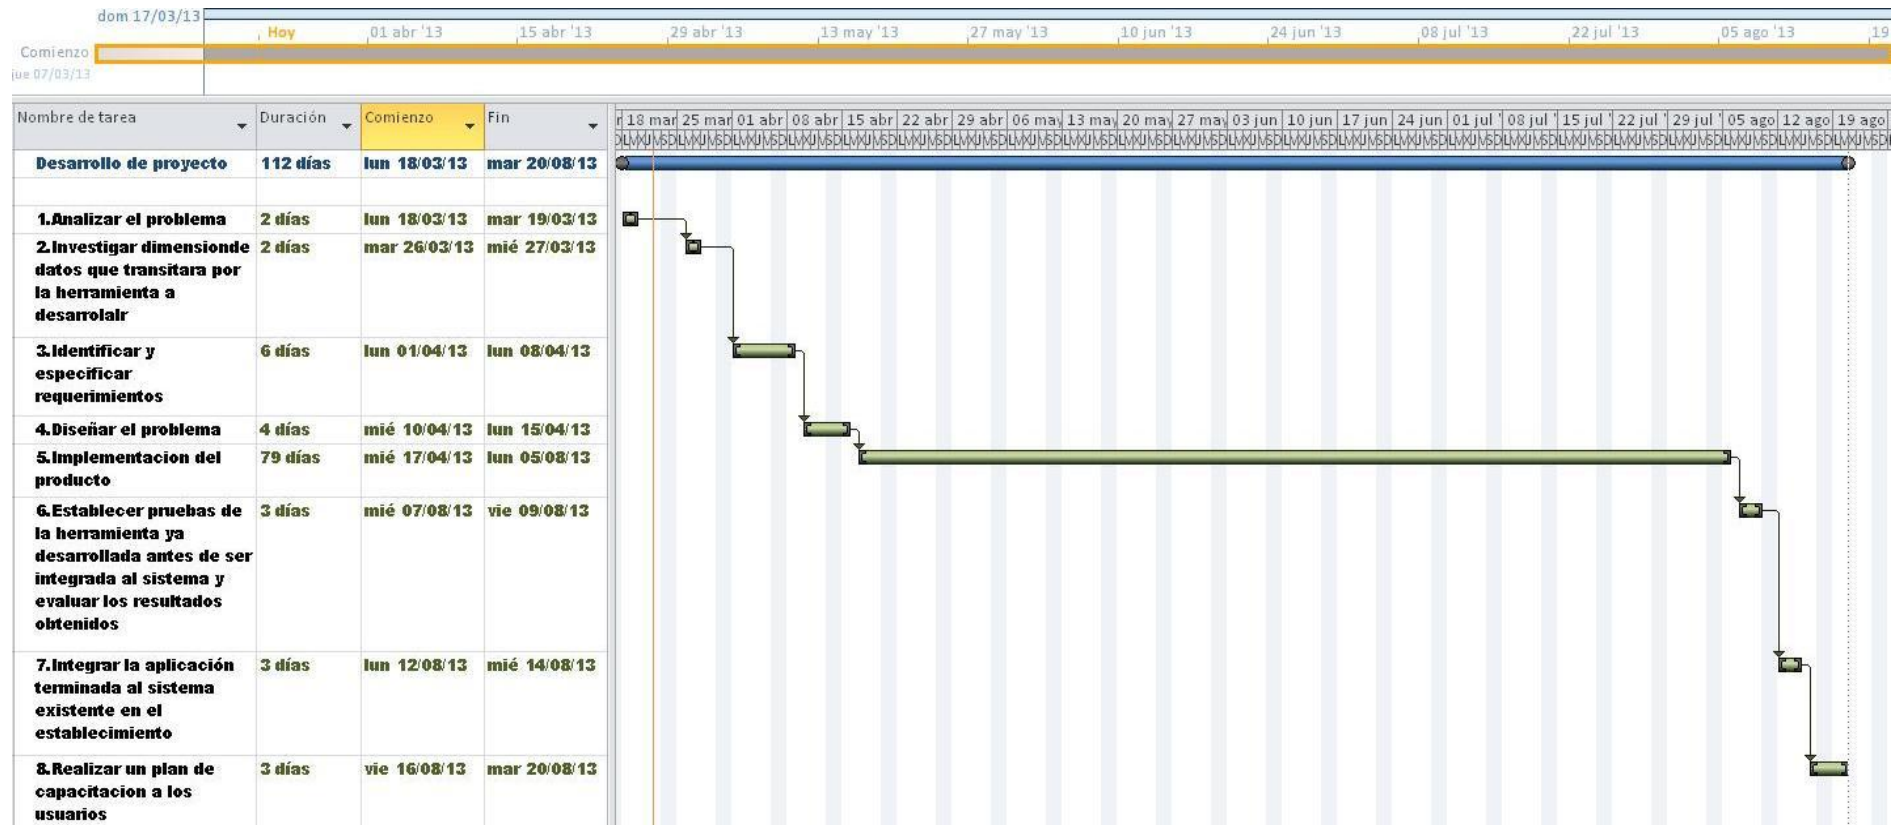 dom 17/03/13
Hoy 01 abr '13 15 abr '13 29 abr '13 13 may '13 27 may '13 10 jun '13 24 jun '13 08 jul '13 22 jul '13 05 ago '13 19
Comienzo
jue 07/03/13
Nombre de tarea Duración Comienzo Fin
18 mar 25 mar 01 abr 08 abr 15 abr 22 abr 29 abr 06 may 13 may 20 may 27 may 03 jun 10 jun 17 jun 24 jun 01 jul ' 08 jul ' 15 jul ' 22 jul ' 29 jul ' 05 ago 12 ago 19 ago
Desarrollo de proyecto 112 días lun 18/03/13 mar 20/08/13
1.Analizar el problema 2 días lun 18/03/13 mar 19/03/13
2.Investigar dimensionde 2 días mar 26/03/13 mié 27/03/13
datos que transitara por
la herramienta a
desarrolalr
3.Identificar y 6 días lun 01/04/13 lun 08/04/13
especificar
requerimientos
4.Diseñar el problema 4 días mié 10/04/13 lun 15/04/13
5.Implementacion del 79 días mié 17/04/13 lun 05/08/13
producto
6.Establecer pruebas de 3 días mié 07/08/13 vie 09/08/13
la herramienta ya
desarrollada antes de ser
integrada al sistema y
evaluar los resultados
obtenidos
7.Integrar la aplicación 3 días lun 12/08/13 mié 14/08/13
terminada al sistema
existente en el
establecimiento
8.Realizar un plan de 3 días vie 16/08/13 mar 20/08/13
capacitacion a los
usuarios